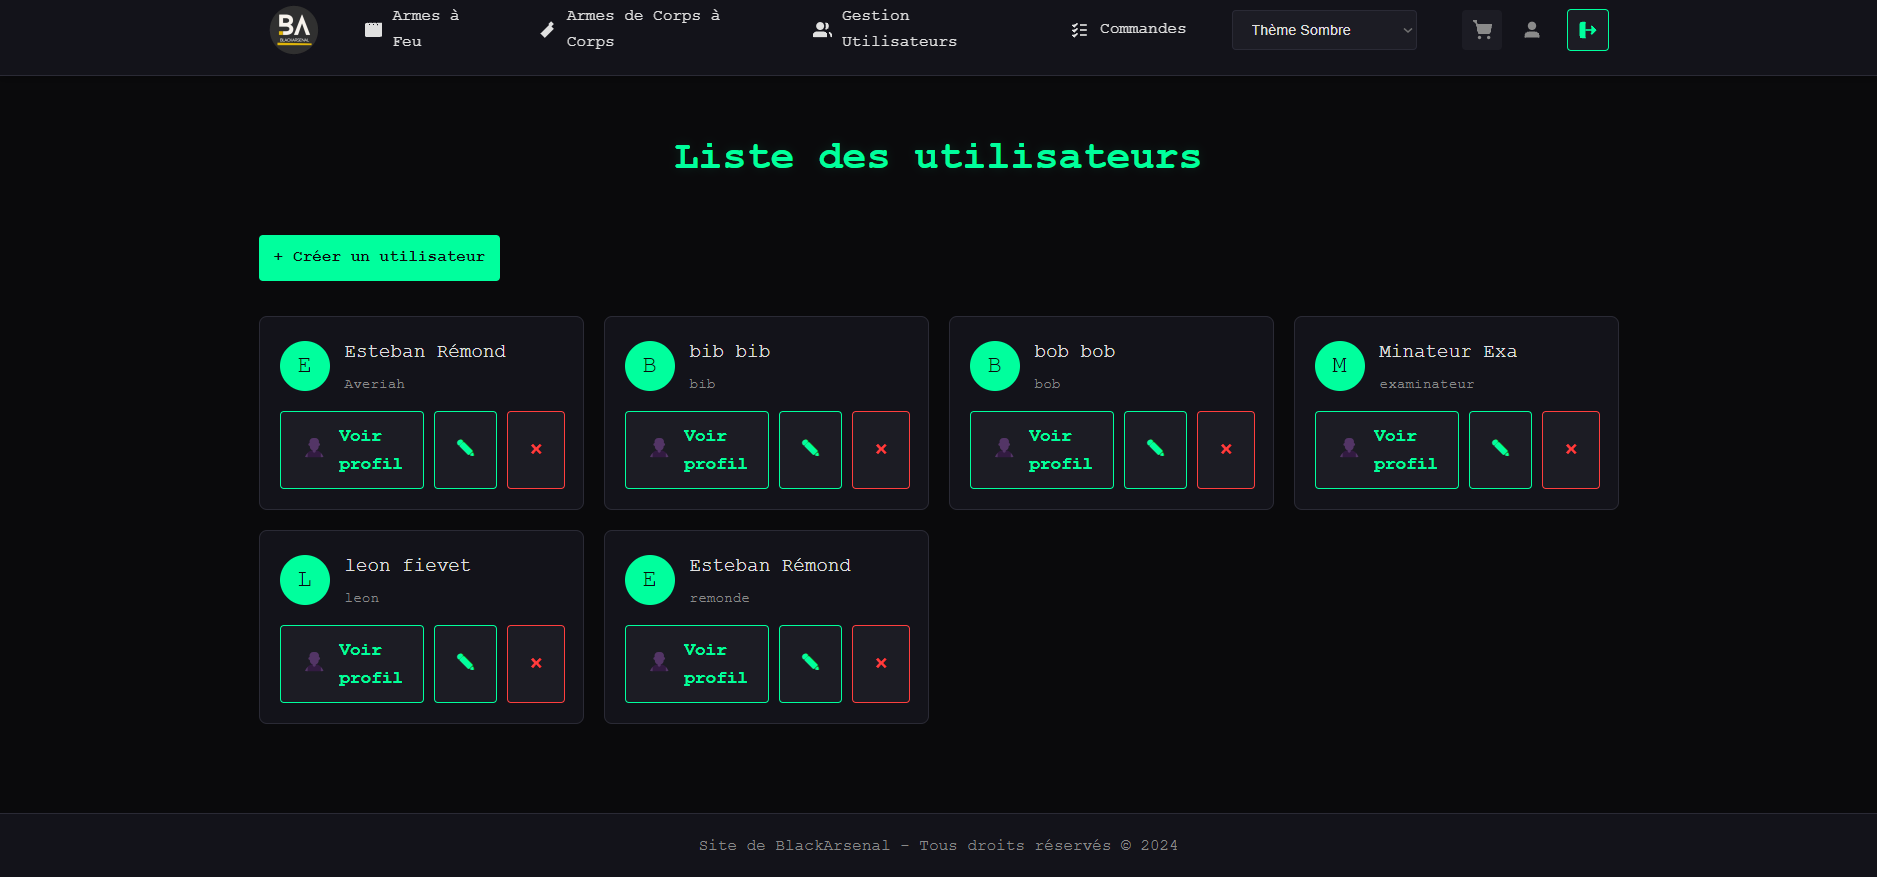 BA
BLACKARSENAL
Armes à
Feu
Armes de Corps à
Corps
Gestion
Utilisateurs
Commandes
Thème Sombre
Liste des utilisateurs
+ Créer un utilisateur
E
Esteban Rémond
Averiah
Voir
profil
B
bib bib
bib
Voir
profil
B
bob bob
bob
Voir
profil
M
Minateur Exa
examinateur
Voir
profil
L
leon fievet
leon
Voir
profil
E
Esteban Rémond
remonde
Voir
profil
Site de BlackArsenal - Tous droits réservés © 2024